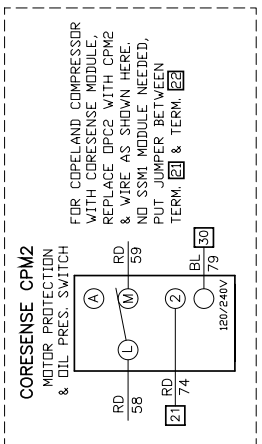 CORESENSE CPM2
MOTOR PROTECTION
& OIL PRES. SWITCH
RD
58
L
A
M
RD
59
21
RD
74
2
BL
79
30
120/240V
FOR COPELAND COMPRESSOR
WITH CORESENSE MODULE,
REPLACE OPC2 WITH CPM2
& WIRE AS SHOWN HERE.
NO SSM1 MODULE NEEDED,
PUT JUMPER BETWEEN
TERM. 21 & TERM. 22